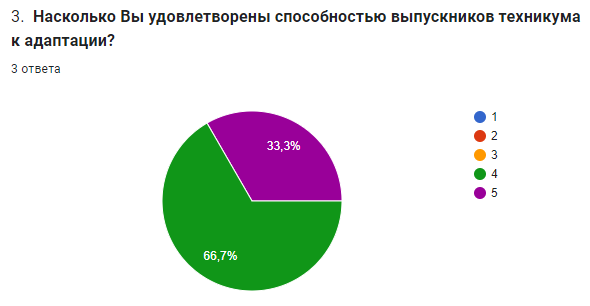 3. Насколько Вы удовлетворены способностью выпускников техникума
к адаптации?
3 ответа
33,3%
66,7%
1
2
3
4
5